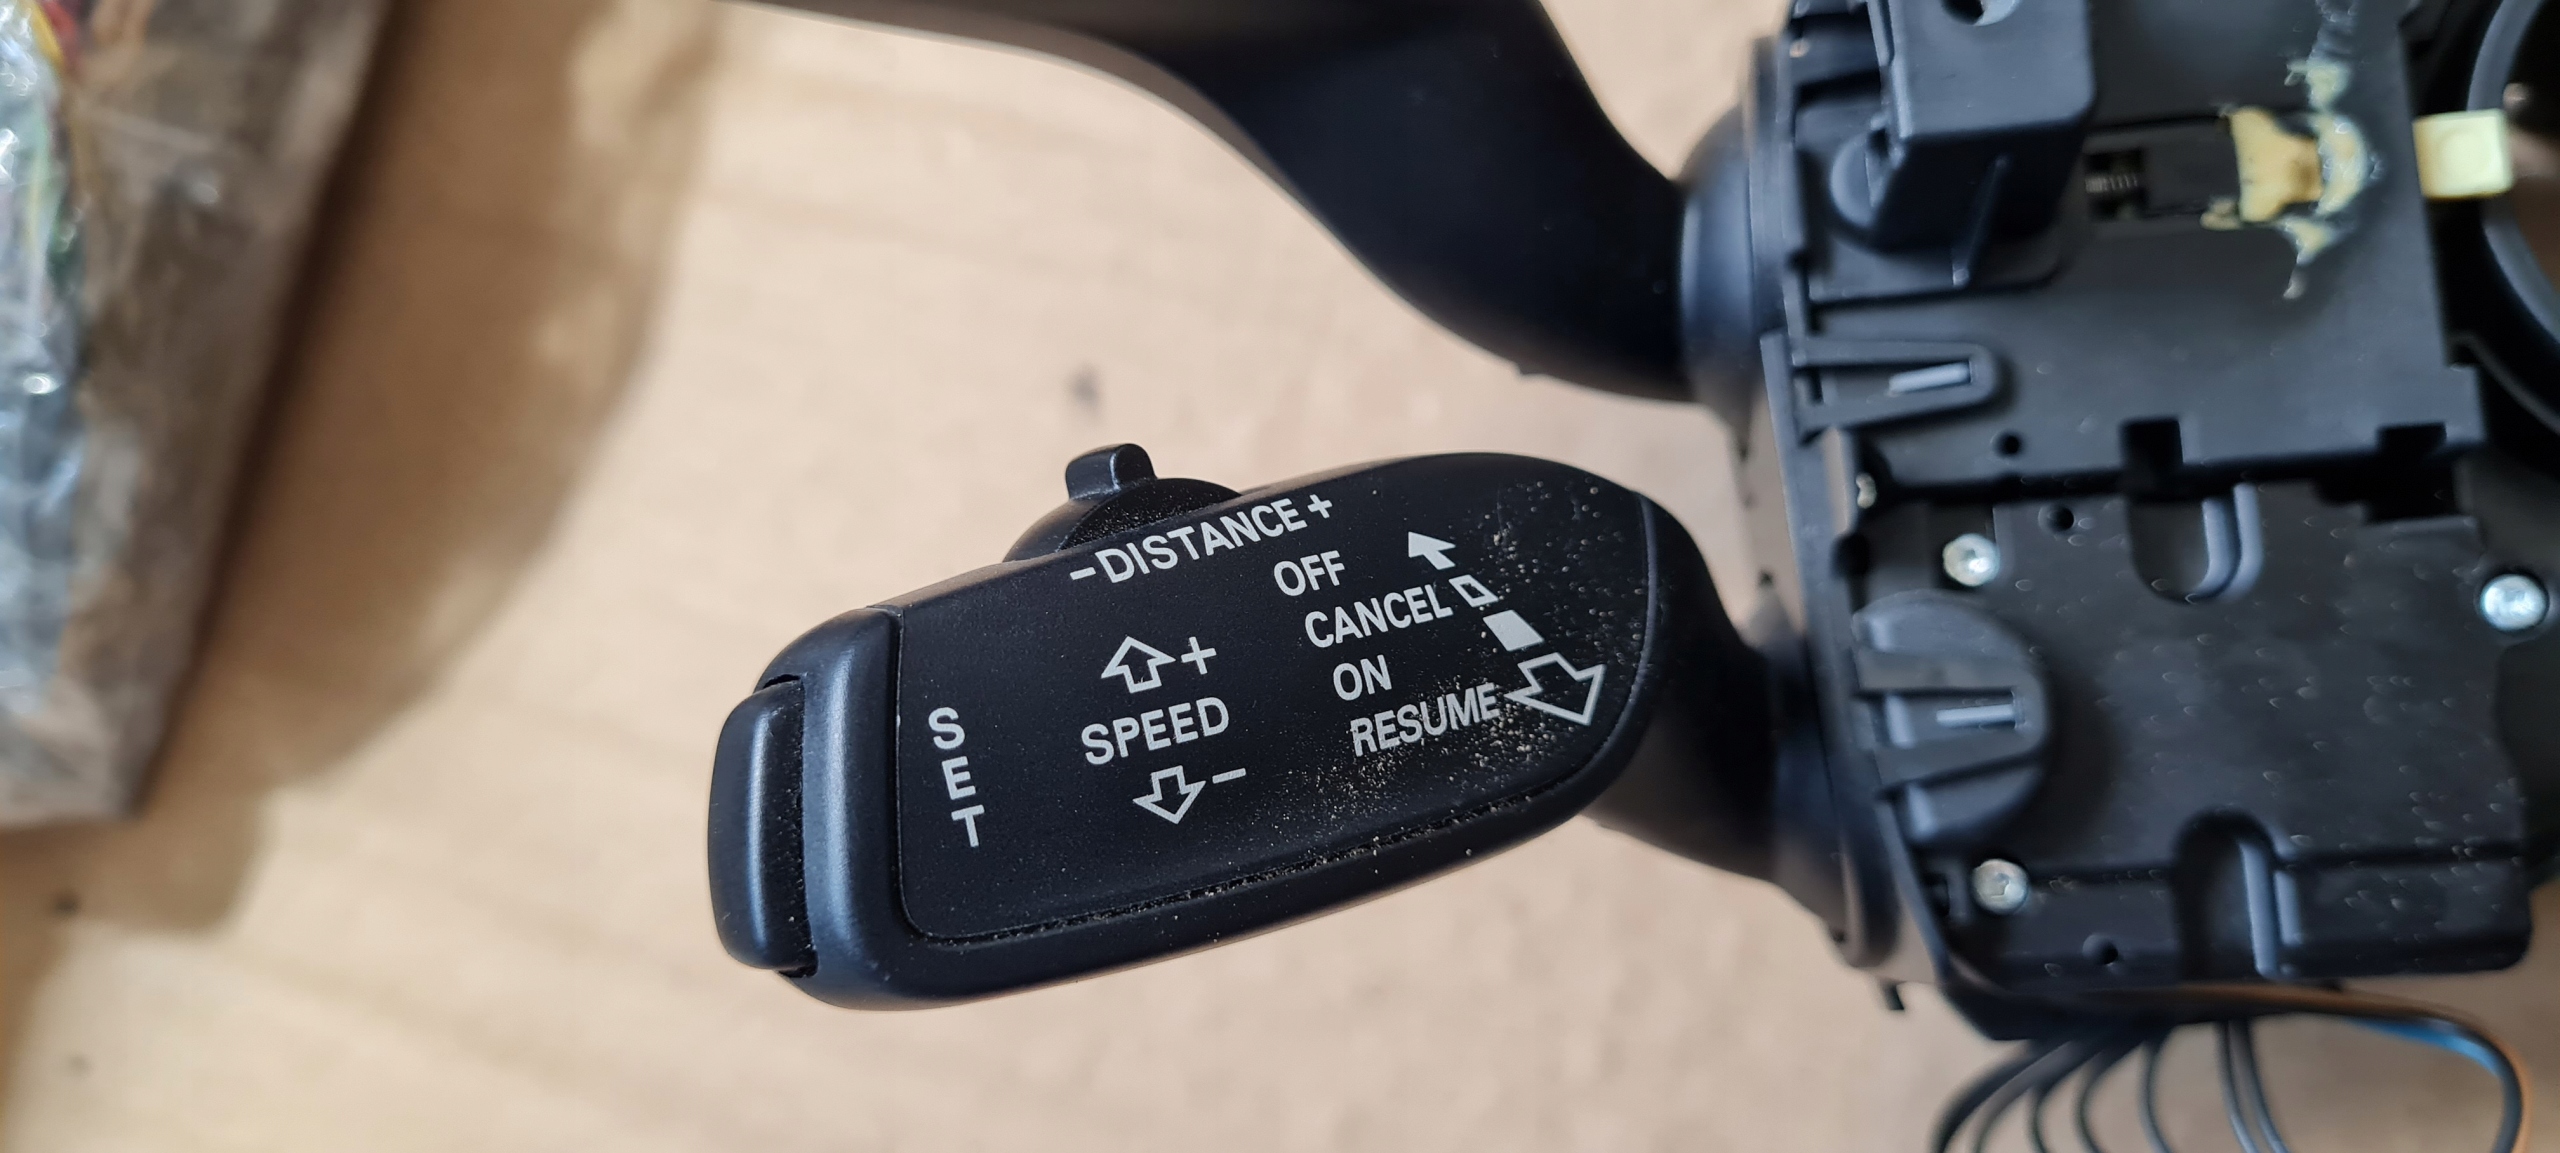 - DISTANCE +
OFF
CANCEL
ON
RESUME
+
SPEED
-
SET